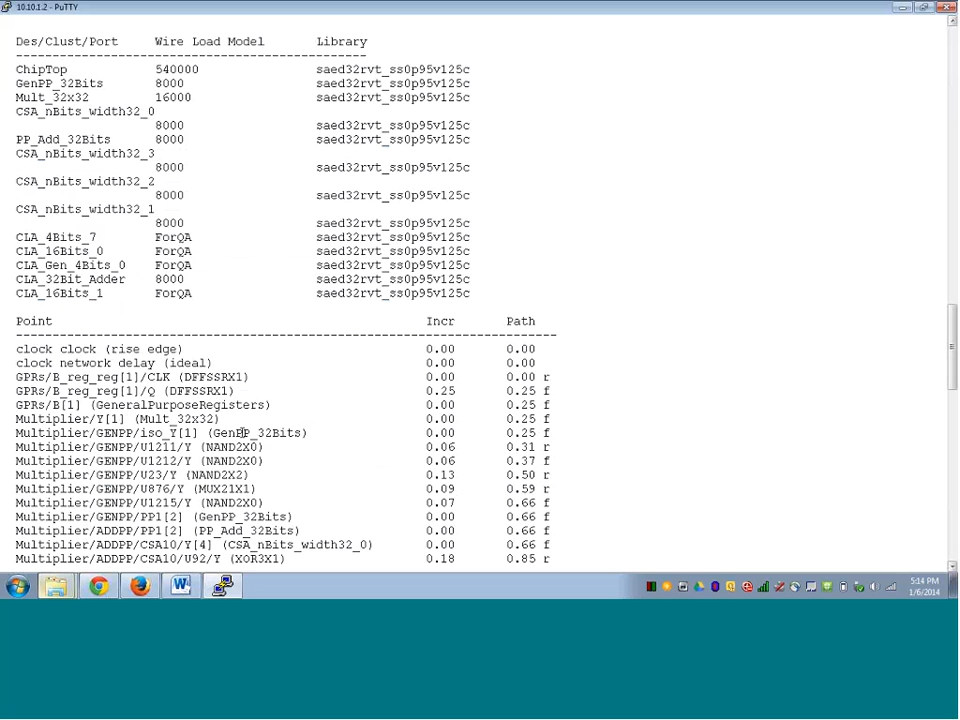 10.10.1.2 - PuTTY
Des/Clust/Port Wire Load Model Library
------------------------------------------------
ChipTop 540000 saed32rvt_ss0p95v125c
GenPP_32Bits 8000 saed32rvt_ss0p95v125c
Mult_32x32 16000 saed32rvt_ss0p95v125c
CSA_nBits_width32_0
8000 saed32rvt_ss0p95v125c
PP_Add_32Bits 8000 saed32rvt_ss0p95v125c
CSA_nBits_width32_3
8000 saed32rvt_ss0p95v125c
CSA_nBits_width32_2
8000 saed32rvt_ss0p95v125c
CSA_nBits_width32_1
8000 saed32rvt_ss0p95v125c
CLA_4Bits_7 ForQA saed32rvt_ss0p95v125c
CLA_16Bits_0 ForQA saed32rvt_ss0p95v125c
CLA_Gen_4Bits_0 ForQA saed32rvt_ss0p95v125c
CLA_32Bit_Adder 8000 saed32rvt_ss0p95v125c
CLA_16Bits_1 ForQA saed32rvt_ss0p95v125c
Point Incr Path
--------------------------------------------------------------------------
clock clock (rise edge) 0.00 0.00
clock network delay (ideal) 0.00 0.00
GPRs/B_reg_reg[1]/CLK (DFFSSRX1) 0.00 0.00 r
GPRs/B_reg_reg[1]/Q (DFFSSRX1) 0.25 0.25 f
GPRs/B[1] (GeneralPurposeRegisters) 0.00 0.25 f
Multiplier/Y[1] (Mult_32x32) 0.00 0.25 f
Multiplier/GENPP/iso_Y[1] (GenPP_32Bits) 0.00 0.25 f
Multiplier/GENPP/U1211/Y (NAND2X0) 0.06 0.31 r
Multiplier/GENPP/U1212/Y (NAND2X0) 0.06 0.37 f
Multiplier/GENPP/U23/Y (NAND2X2) 0.13 0.50 r
Multiplier/GENPP/U876/Y (MUX21X1) 0.09 0.59 r
Multiplier/GENPP/U1215/Y (NAND2X0) 0.07 0.66 f
Multiplier/GENPP/PP1[2] (GenPP_32Bits) 0.00 0.66 f
Multiplier/ADDPP/PP1[2] (PP_Add_32Bits) 0.00 0.66 f
Multiplier/ADDPP/CSA10/Y[4] (CSA_nBits_width32_0) 0.00 0.66 f
Multiplier/ADDPP/CSA10/U92/Y (XOR3X1) 0.18 0.85 r
5:14 PM
1/6/2014